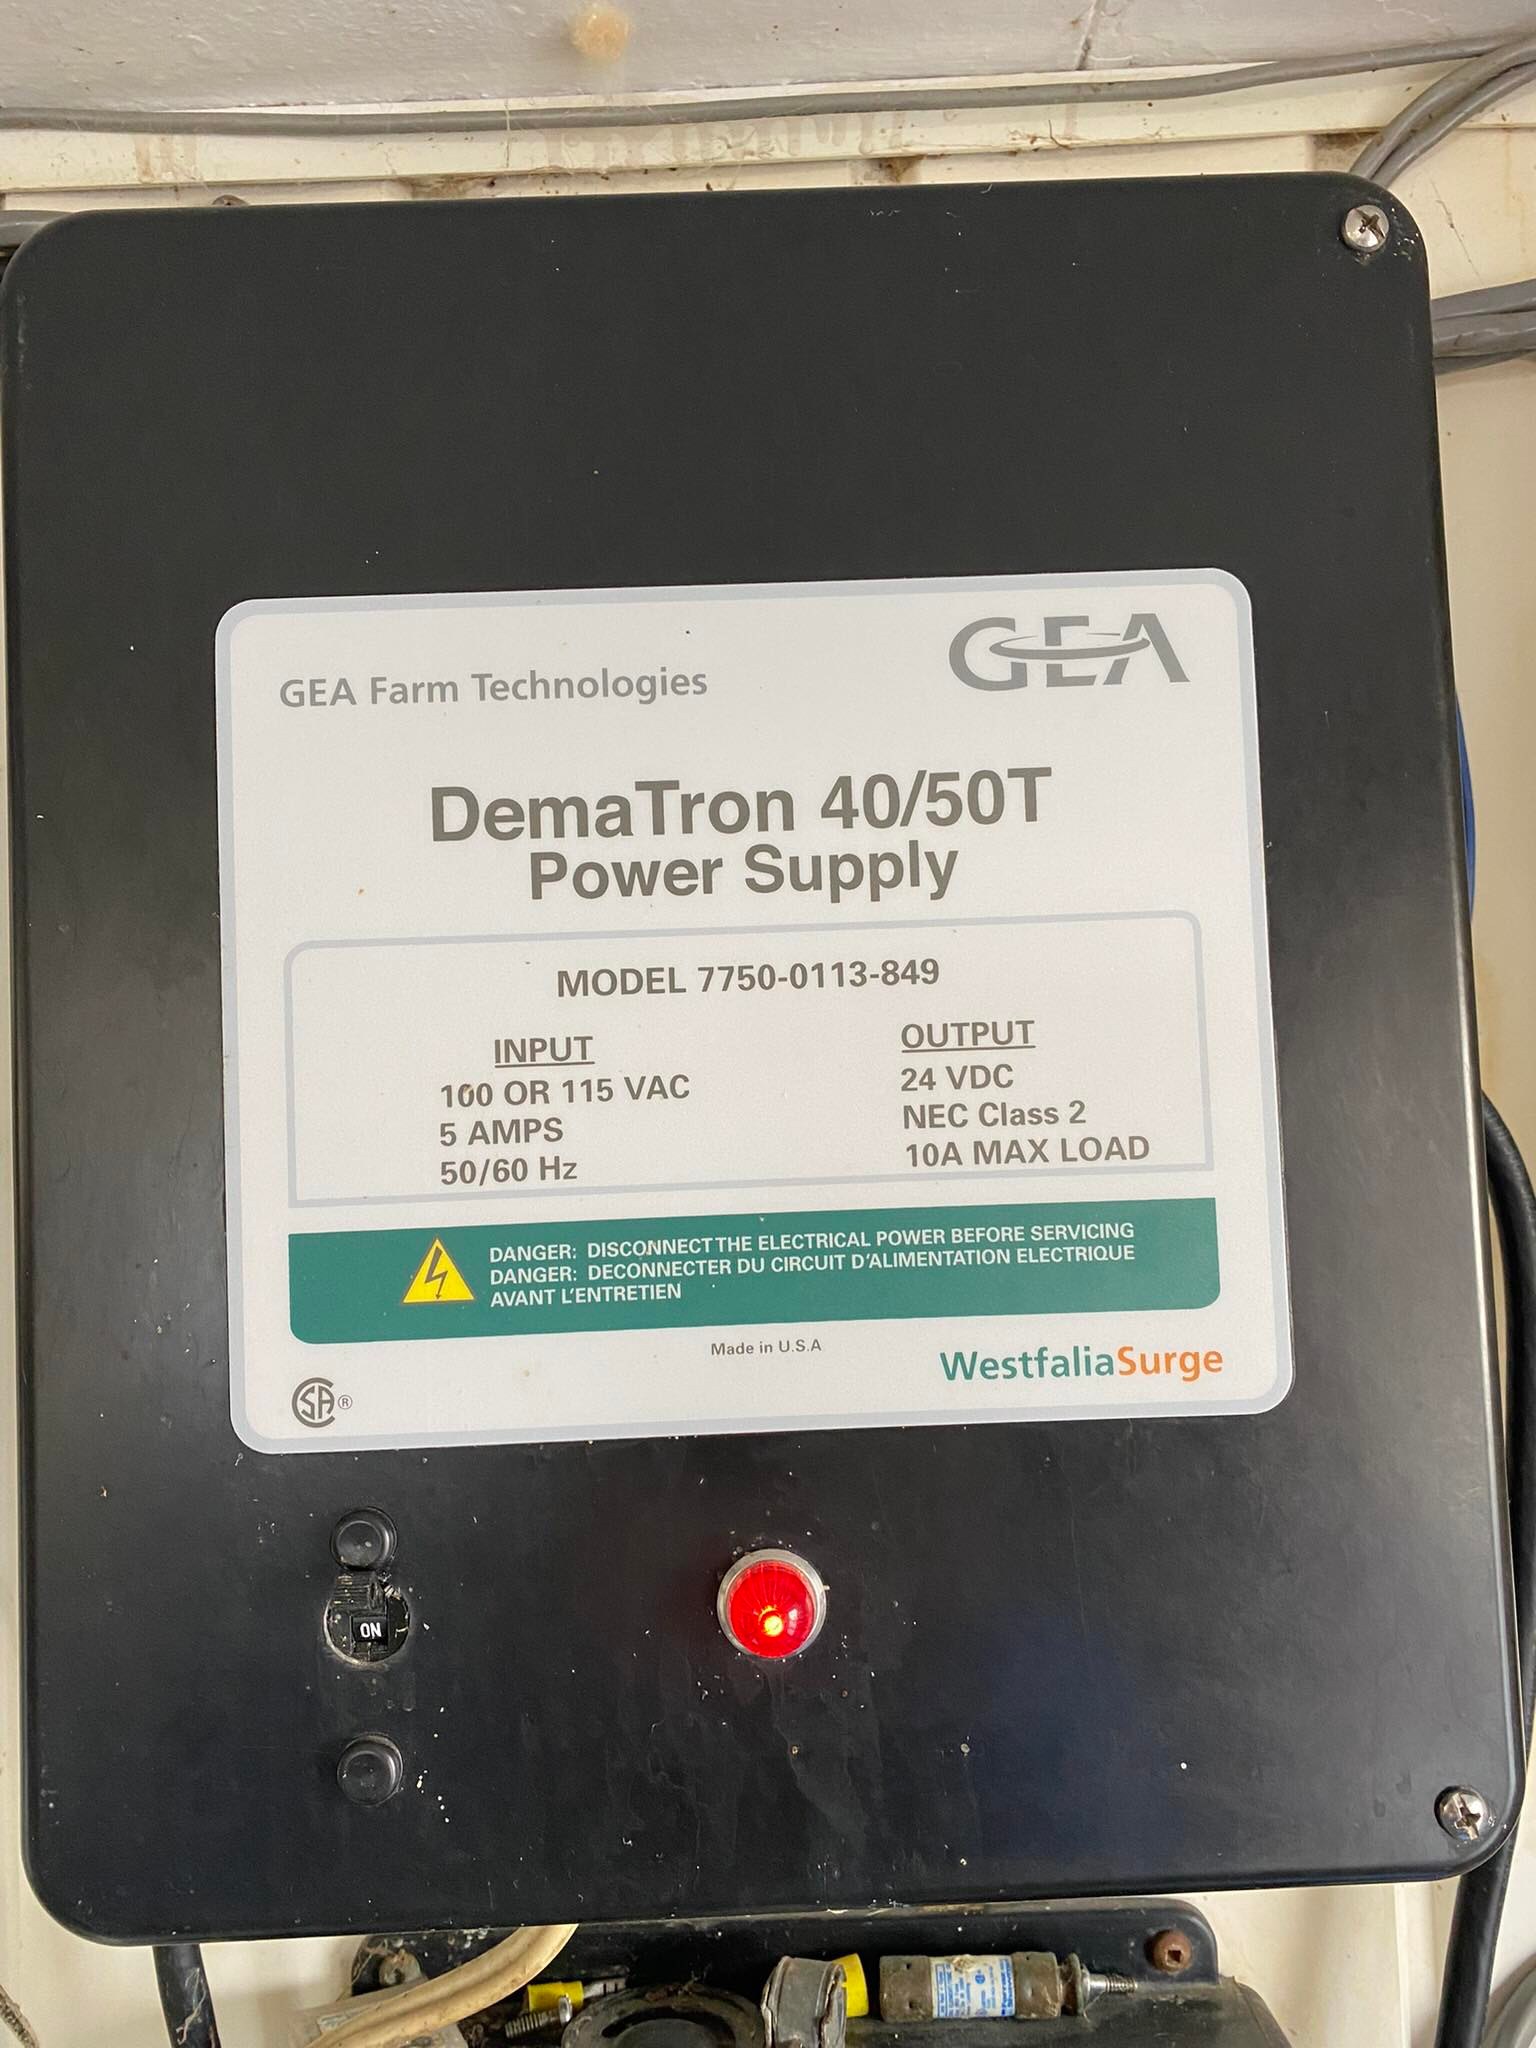 GEA Farm Technologies
GEA
DemaTron 40/50T
Power Supply
MODEL 7750-0113-849
INPUT
100 OR 115 VAC
5 AMPS
50/60 Hz
OUTPUT
24 VDC
NEC Class 2
10A MAX LOAD
DANGER: DISCONNECT THE ELECTRICAL POWER BEFORE SERVICING
DANGER: DECONNECTER DU CIRCUIT D'ALIMENTATION ELECTRIQUE
AVANT L'ENTRETIEN
Made in U.S.A
WestfaliaSurge
SA ®
ON